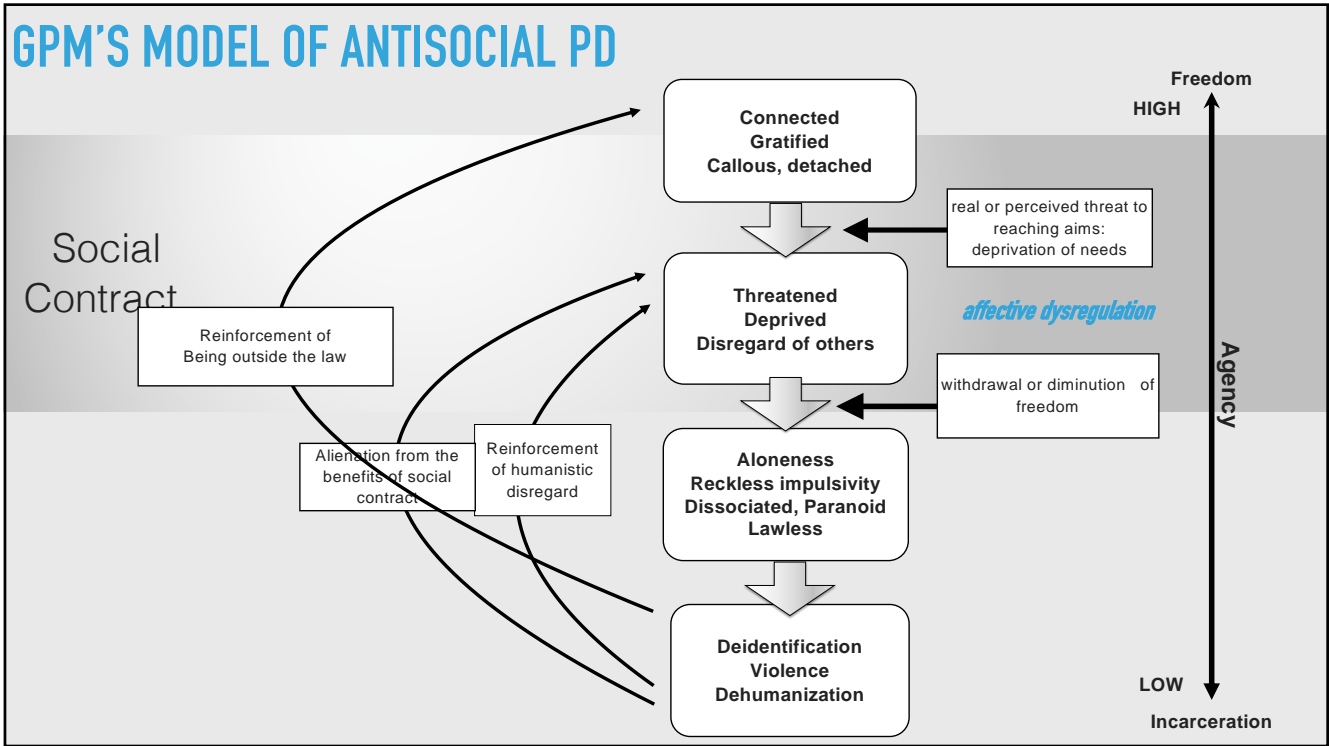 GPM'S MODEL OF ANTISOCIAL PD
Freedom
HIGH
Connected
Gratified
Callous, detached
real or perceived threat to
reaching aims:
deprivation of needs
Social
Contract
Threatened
Deprived
Disregard of others
affective dysregulation
Reinforcement of
Being outside the law
Agency
withdrawal or diminution of
freedom
Alienation from the
benefits of social
contract
Reinforcement
of humanistic
disregard
Aloneness
Reckless impulsivity
Dissociated, Paranoid
Lawless
Deidentification
Violence
Dehumanization
LOW
Incarceration